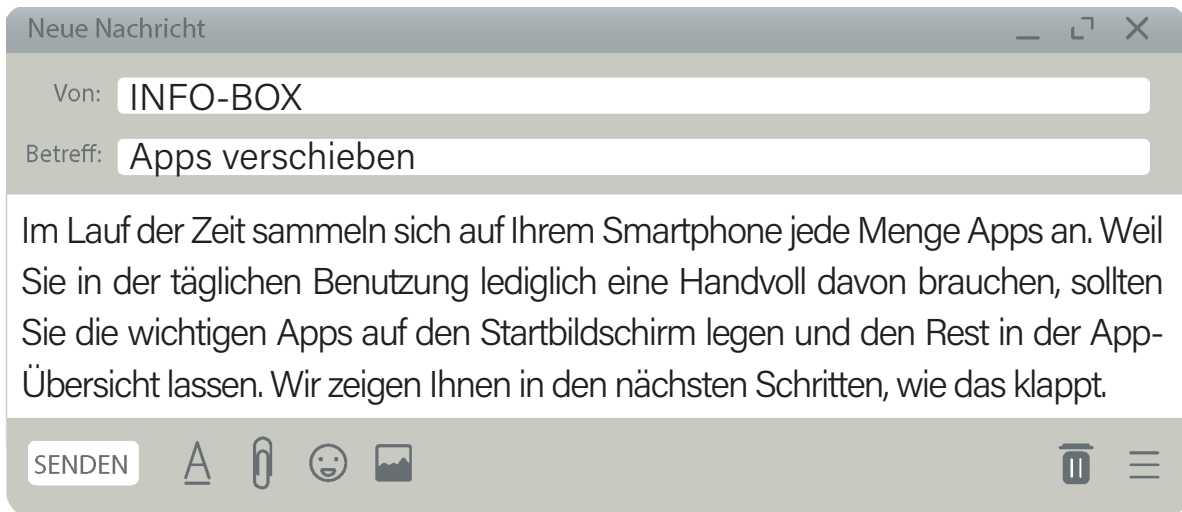 Neue Nachricht
Von: INFO-BOX
Betreff: Apps verschieben
Im Lauf der Zeit sammeln sich auf Ihrem Smartphone jede Menge Apps an. Weil
Sie in der täglichen Benutzung lediglich eine Handvoll davon brauchen, sollten
Sie die wichtigen Apps auf den Startbildschirm legen und den Rest in der App-
Übersicht lassen. Wir zeigen Ihnen in den nächsten Schritten, wie das klappt.
SENDEN A